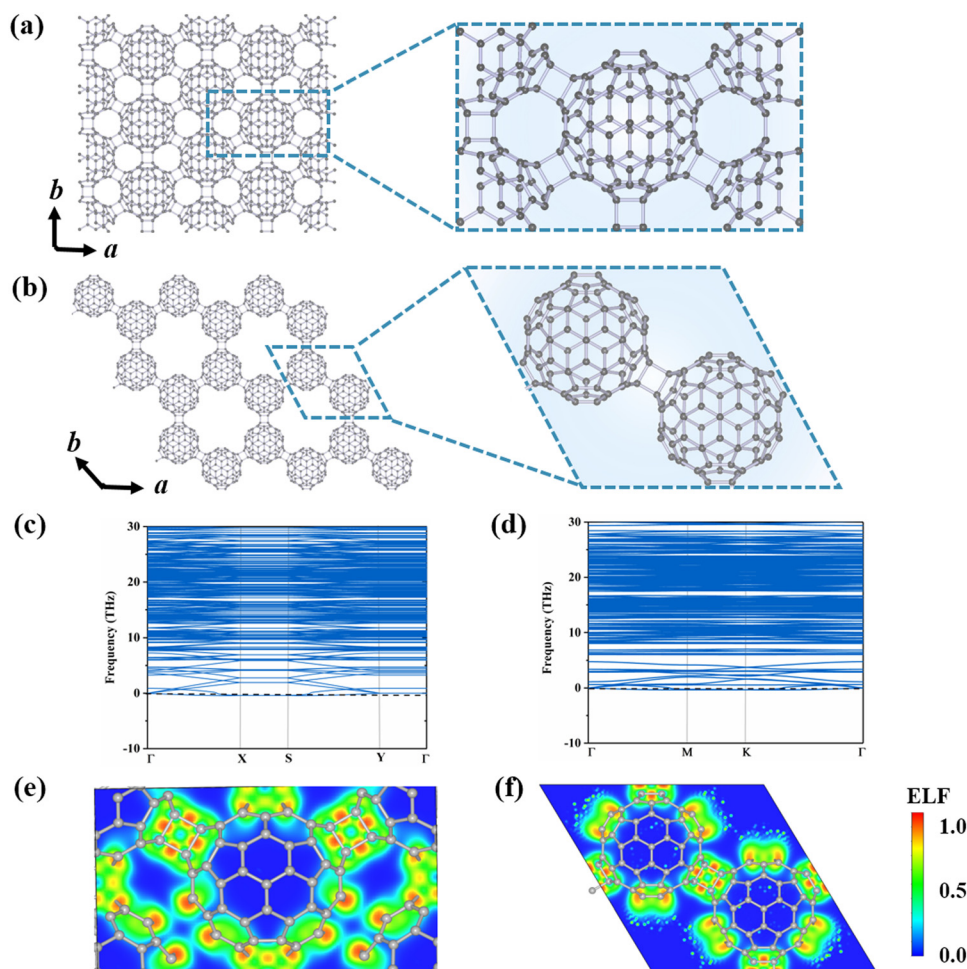 (a)
b
a
(b)
b
a
(c)
(d)
30
20
10
0
-10
Frequency (THz)
Γ X S Y Γ
30
20
10
0
-10
Frequency (THz)
Γ M K Γ
(e)
(f)
ELF
1.0
0.5
0.0